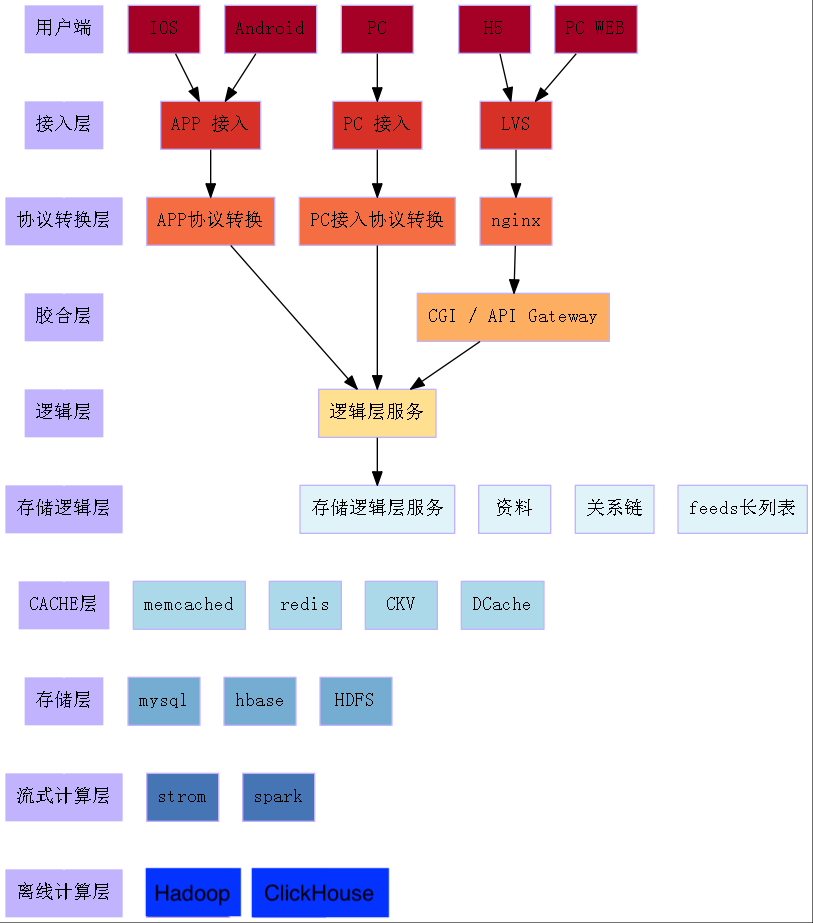 用户端 IOS Android PC H5 PC WEB
接入层 APP 接入 PC 接入 LVS
协议转换层 APP协议转换 PC接入协议转换 nginx
胶合层 CGI / API Gateway
逻辑层 逻辑层服务
存储逻辑层 存储逻辑层服务 资料 关系链 feeds长列表
CACHE层 memcached redis CKV DCache
存储层 mysql hbase HDFS
流式计算层 strom spark
离线计算层 Hadoop ClickHouse